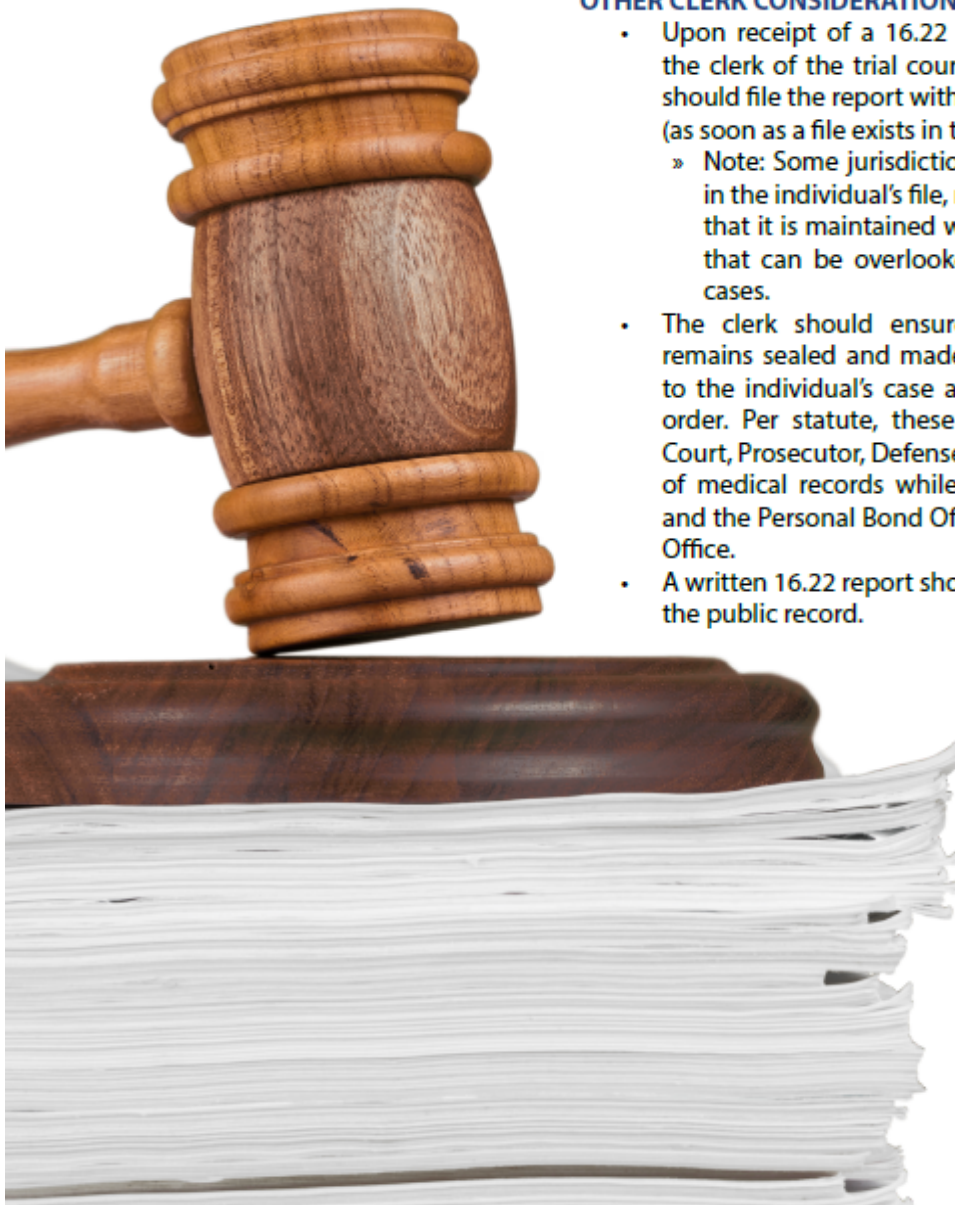 OTHER CLERK CONSIDERATION
• Upon receipt of a 16.22
the clerk of the trial cour
should file the report with
(as soon as a file exists in t
» Note: Some jurisdictio
in the individual's file,
that it is maintained w
that can be overlook
cases.
• The clerk should ensur
remains sealed and made
to the individual's case a
order. Per statute, these
Court, Prosecutor, Defense
of medical records while
and the Personal Bond Of
Office.
• A written 16.22 report sho
the public record.